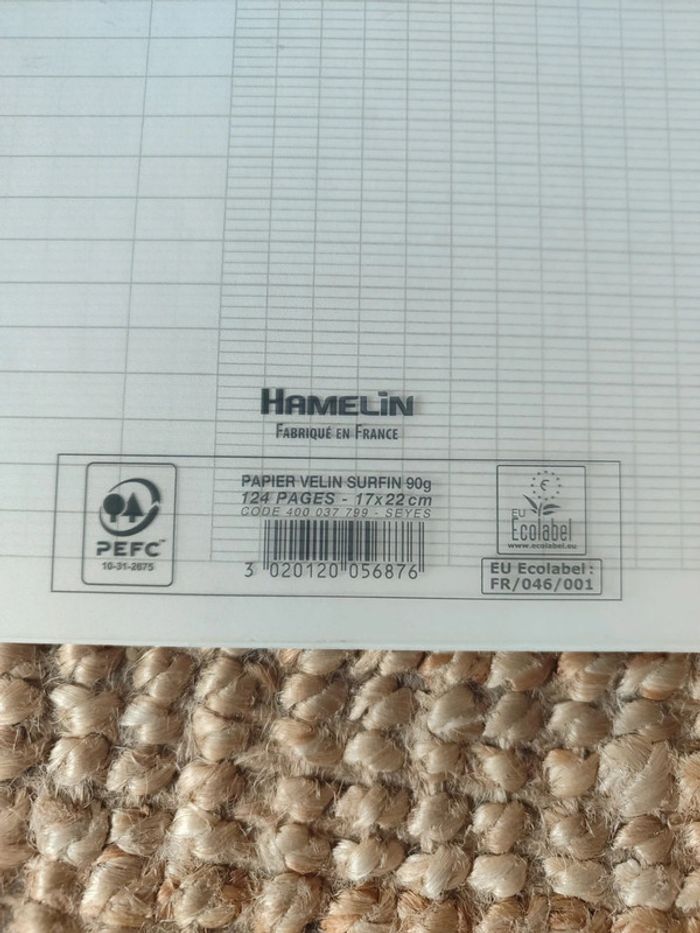 HAMELIN
FABRIQUÉ EN FRANCE
PAPIER VELIN SURFIN 90g
124 PAGES - 17x22cm
CODE 400 037 799 - SEYES
3 020120 056876
PEFC™
10-31-2675
€
EU
Ecolabel
www.ecolabel.eu
EU Ecolabel :
FR/046/001